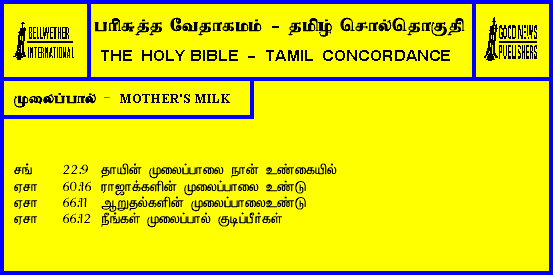 BELLWETHER
INTERNATIONAL
பரிசுத்த வேதாகமம் - தமிழ் சொல்தொகுதி
THE HOLY BIBLE - TAMIL CONCORDANCE
GOOD NEWS
PUBLISHERS
முலைப்பால் - MOTHER'S MILK
சங் 22:9 தாயின் முலைப்பாலை நான் உண்கையில்
ஏசா 60:16 ராஜாக்களின் முலைப்பாலை உண்டு
ஏசா 66:11 ஆறுதல்களின் முலைப்பாலைஉண்டு
ஏசா 66:12 நீங்கள் முலைப்பால் குடிப்பீர்கள்